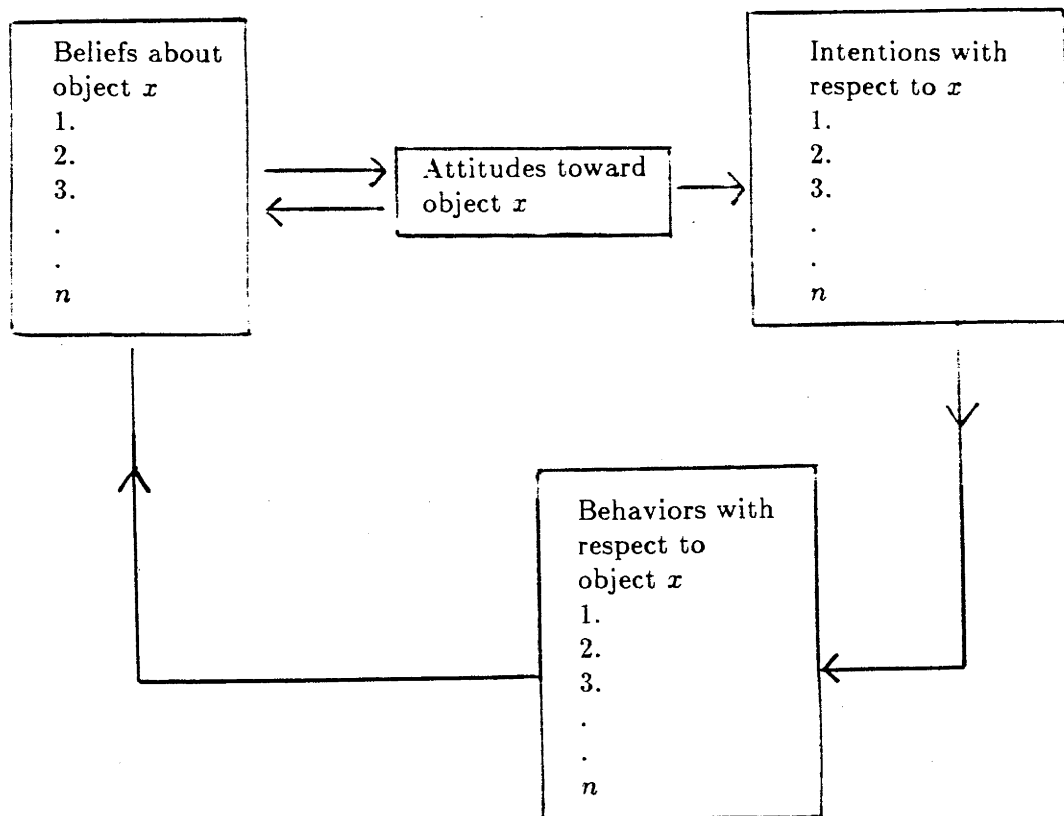 Beliefs about
object x
1.
2.
3.
.
.
n
Attitudes toward
object x
Intentions with
respect to x
1.
2.
3.
.
.
n
Behaviors with
respect to
object x
1.
2.
3.
.
.
n